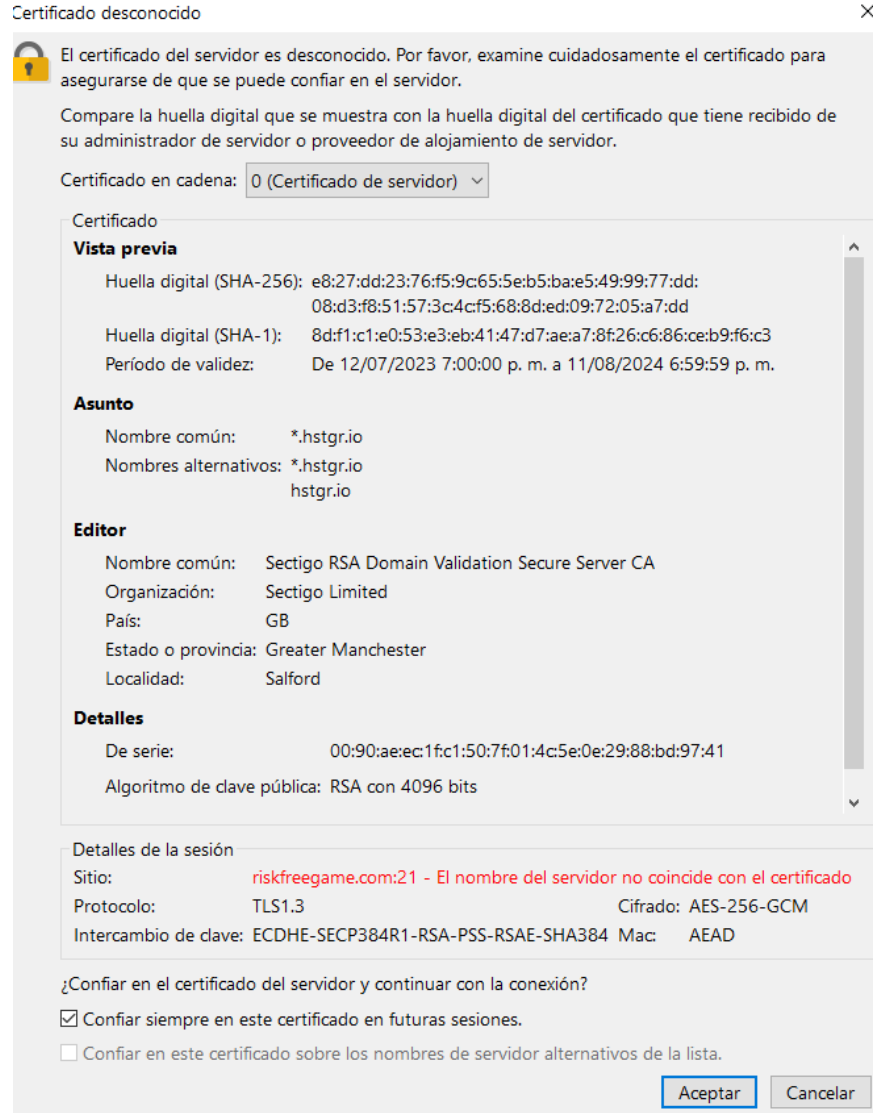 Certificado desconocido
El certificado del servidor es desconocido. Por favor, examine cuidadosamente el certificado para
asegurarse de que se puede confiar en el servidor.
Compare la huella digital que se muestra con la huella digital del certificado que tiene recibido de
su administrador de servidor o proveedor de alojamiento de servidor.
Certificado en cadena: 0 (Certificado de servidor)
Certificado
Vista previa
Huella digital (SHA-256): e8:27:dd:23:76:f5:9c:65:5e:b5:ba:e5:49:99:77:dd:
08:d3:f8:51:57:3c:4c:f5:68:8d:ed:09:72:05:a7:dd
Huella digital (SHA-1): 8d:f1:c1:e0:53:e3:eb:41:47:d7:ae:a7:8f:26:c6:86:ce:b9:f6:c3
Período de validez: De 12/07/2023 7:00:00 p. m. a 11/08/2024 6:59:59 p. m.
Asunto
Nombre común: *.hstgr.io
Nombres alternativos: *.hstgr.io
hstgr.io
Editor
Nombre común: Sectigo RSA Domain Validation Secure Server CA
Organización: Sectigo Limited
País: GB
Estado o provincia: Greater Manchester
Localidad: Salford
Detalles
De serie: 00:90:ae:ec:1f:c1:50:7f:01:4c:5e:0e:29:88:bd:97:41
Algoritmo de clave pública: RSA con 4096 bits
Detalles de la sesión
Sitio: riskfreegame.com:21 - El nombre del servidor no coincide con el certificado
Protocolo: TLS1.3 Cifrado: AES-256-GCM
Intercambio de clave: ECDHE-SECP384R1-RSA-PSS-RSAE-SHA384 Mac: AEAD
¿Confiar en el certificado del servidor y continuar con la conexión?
Confiar siempre en este certificado en futuras sesiones.
Confiar en este certificado sobre los nombres de servidor alternativos de la lista.
Aceptar Cancelar